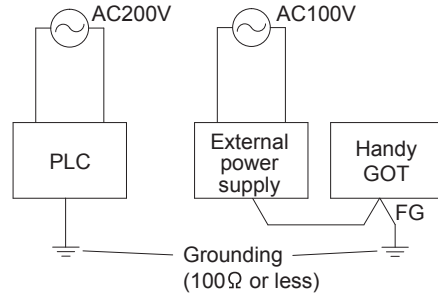 AC200V
AC100V
PLC
External
power
supply
Handy
GOT
FG
Grounding
(100Ω or less)